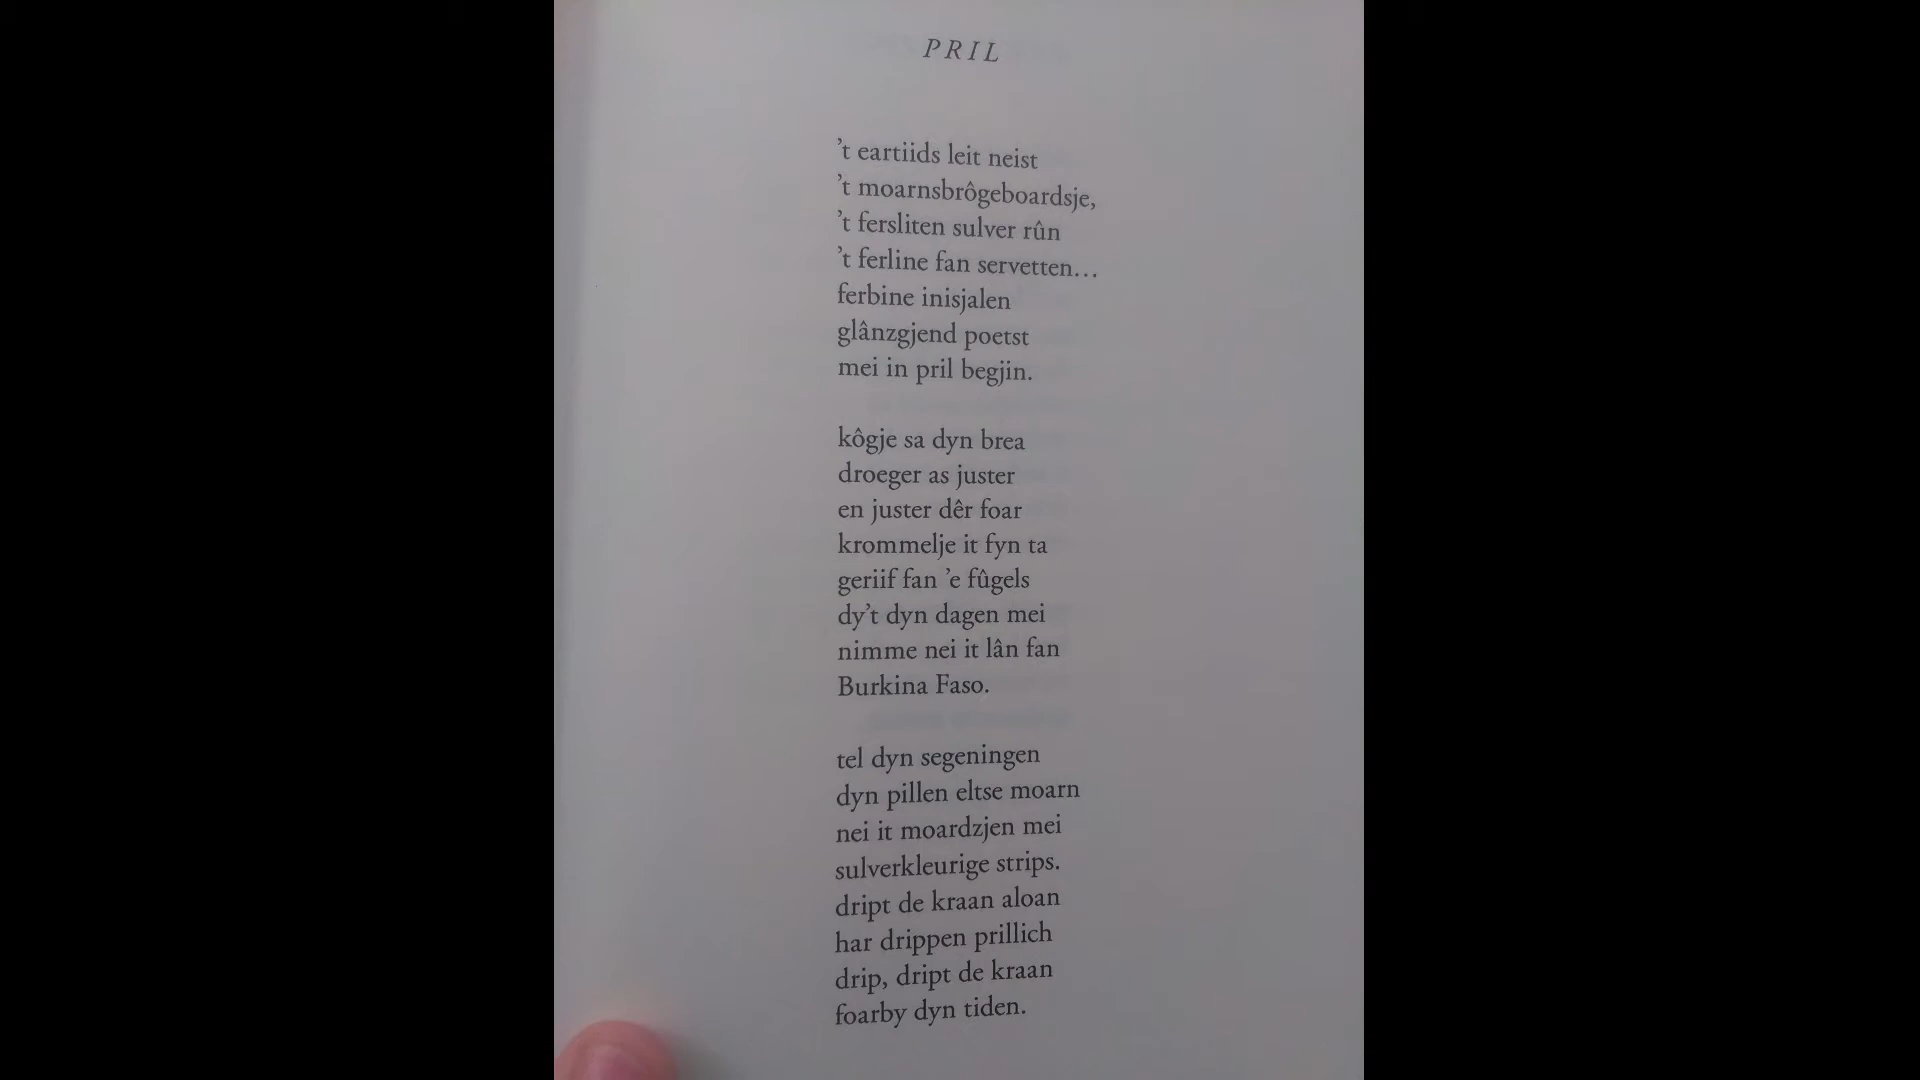 PRIL
’t eartiids leit neist
’t moarnsbrôgeboardsje,
’t fersliten sulver rûn
’t ferline fan servetten…
ferbine inisjalen
glânzgjend poetst
mei in pril begjin.
kôgje sa dyn brea
droeger as juster
en juster dêr foar
krommelje it fyn ta
geriif fan ’e fûgels
dy’t dyn dagen mei
nimme nei it lân fan
Burkina Faso.
tel dyn segeningen
dyn pillen eltse moarn
nei it moardzjen mei
sulverkleurige strips.
dript de kraan aloan
har drippen prillich
drip, dript de kraan
foarby dyn tiden.